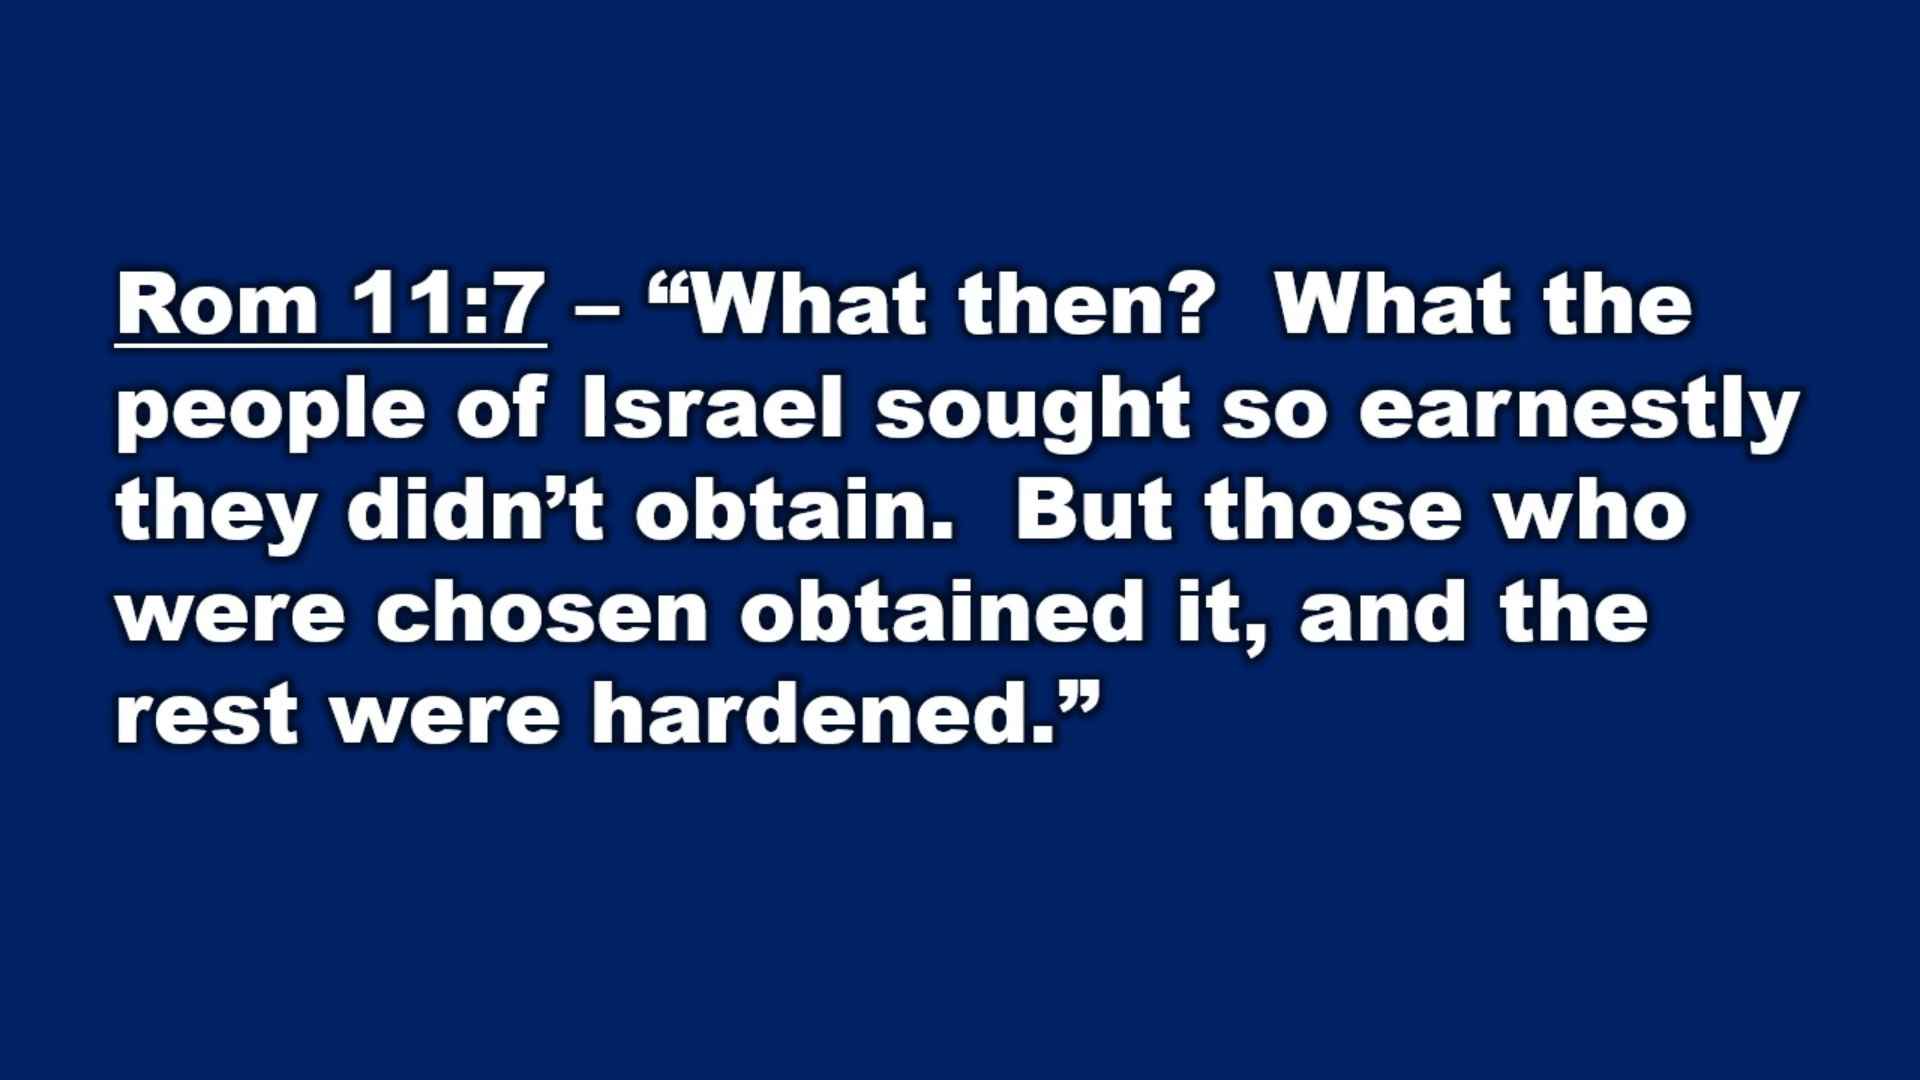 Rom 11:7 – “What then?  What the
people of Israel sought so earnestly
they didn’t obtain.  But those who
were chosen obtained it, and the
rest were hardened.”